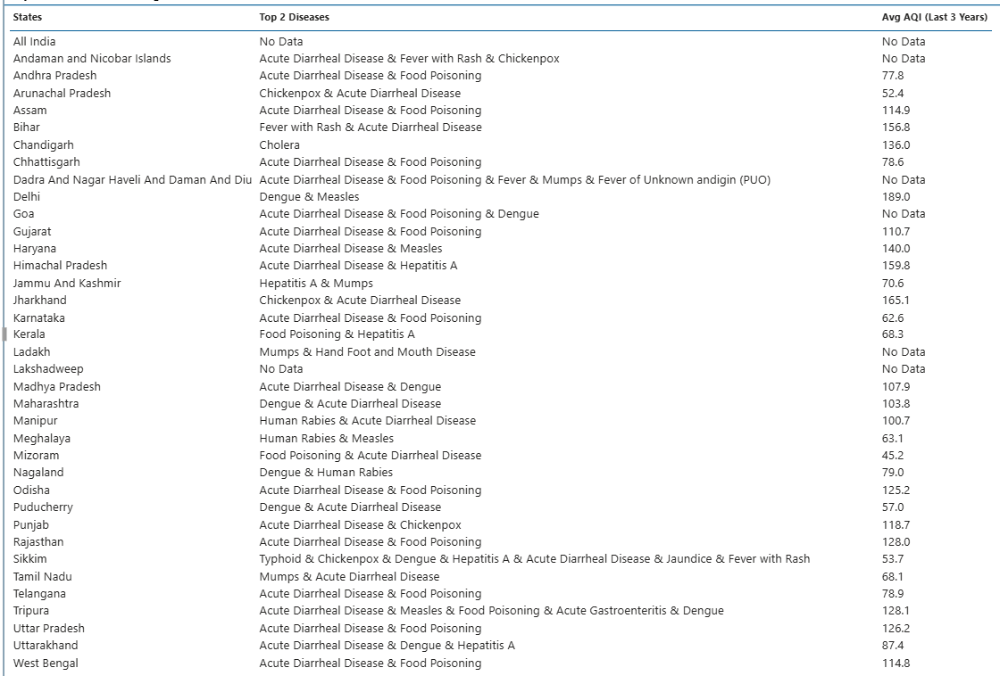 States Top 2 Diseases Avg AQI (Last 3 Years)
All India No Data No Data
Andaman and Nicobar Islands Acute Diarrheal Disease & Fever with Rash & Chickenpox No Data
Andhra Pradesh Acute Diarrheal Disease & Food Poisoning 77.8
Arunachal Pradesh Chickenpox & Acute Diarrheal Disease 52.4
Assam Acute Diarrheal Disease & Food Poisoning 114.9
Bihar Fever with Rash & Acute Diarrheal Disease 156.8
Chandigarh Cholera 136.0
Chhattisgarh Acute Diarrheal Disease & Food Poisoning 78.6
Dadra And Nagar Haveli And Daman And Diu Acute Diarrheal Disease & Food Poisoning & Fever & Mumps & Fever of Unknown andigin (PUO) No Data
Delhi Dengue & Measles 189.0
Goa Acute Diarrheal Disease & Food Poisoning & Dengue No Data
Gujarat Acute Diarrheal Disease & Food Poisoning 110.7
Haryana Acute Diarrheal Disease & Measles 140.0
Himachal Pradesh Acute Diarrheal Disease & Hepatitis A 159.8
Jammu And Kashmir Hepatitis A & Mumps 70.6
Jharkhand Chickenpox & Acute Diarrheal Disease 165.1
Karnataka Acute Diarrheal Disease & Food Poisoning 62.6
Kerala Food Poisoning & Hepatitis A 68.3
Ladakh Mumps & Hand Foot and Mouth Disease No Data
Lakshadweep No Data No Data
Madhya Pradesh Acute Diarrheal Disease & Dengue 107.9
Maharashtra Dengue & Acute Diarrheal Disease 103.8
Manipur Human Rabies & Acute Diarrheal Disease 100.7
Meghalaya Human Rabies & Measles 63.1
Mizoram Food Poisoning & Acute Diarrheal Disease 45.2
Nagaland Dengue & Human Rabies 79.0
Odisha Acute Diarrheal Disease & Food Poisoning 125.2
Puducherry Dengue & Acute Diarrheal Disease 57.0
Punjab Acute Diarrheal Disease & Chickenpox 118.7
Rajasthan Acute Diarrheal Disease & Food Poisoning 128.0
Sikkim Typhoid & Chickenpox & Dengue & Hepatitis A & Acute Diarrheal Disease & Jaundice & Fever with Rash 53.7
Tamil Nadu Mumps & Acute Diarrheal Disease 68.1
Telangana Acute Diarrheal Disease & Food Poisoning 78.9
Tripura Acute Diarrheal Disease & Measles & Food Poisoning & Acute Gastroenteritis & Dengue 128.1
Uttar Pradesh Acute Diarrheal Disease & Food Poisoning 126.2
Uttarakhand Acute Diarrheal Disease & Dengue & Hepatitis A 87.4
West Bengal Acute Diarrheal Disease & Food Poisoning 114.8